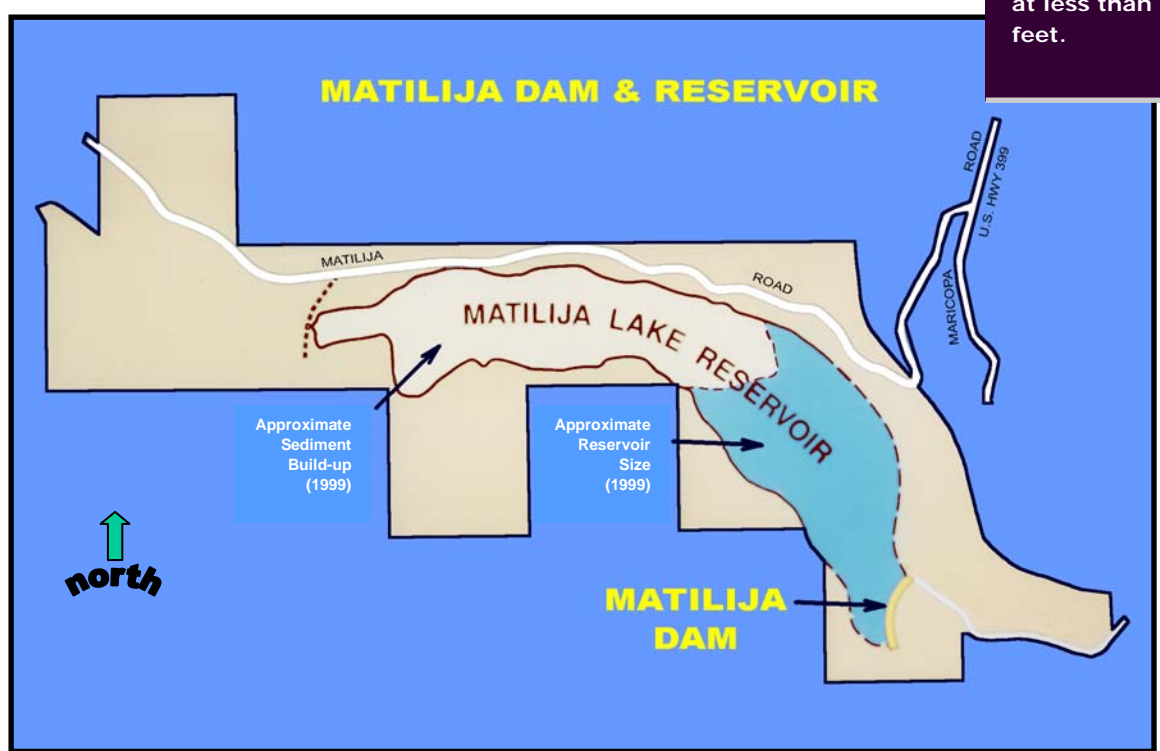 at less than
feet.
MATILIJA DAM & RESERVOIR
ROAD
U.S. HWY 399
MARICOPA
MATILIJA
ROAD
MATILIJA LAKE RESERVOIR
Approximate
Sediment
Build-up
(1999)
Approximate
Reservoir
Size
(1999)
north
MATILIJA
DAM